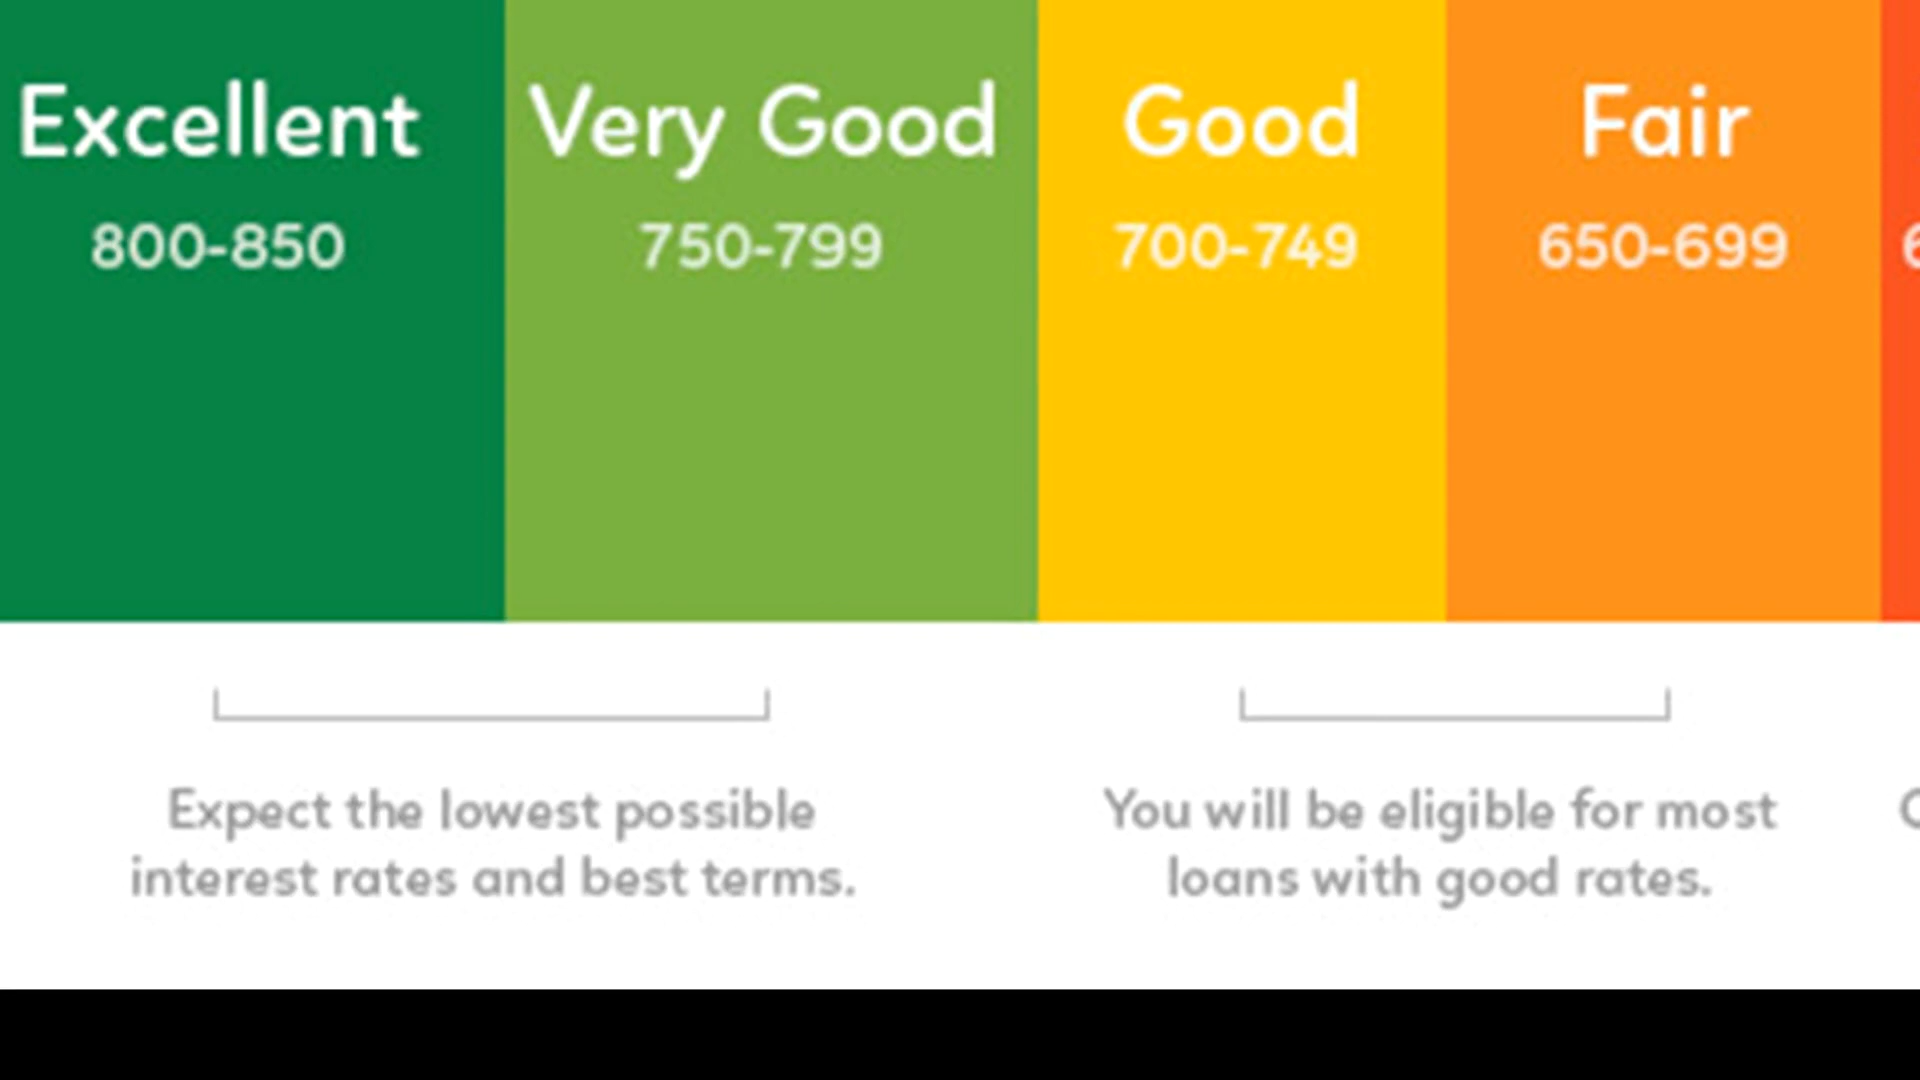 Excellent
800-850
Very Good
750-799
Good
700-749
Fair
650-699
Expect the lowest possible
interest rates and best terms.
You will be eligible for most
loans with good rates.